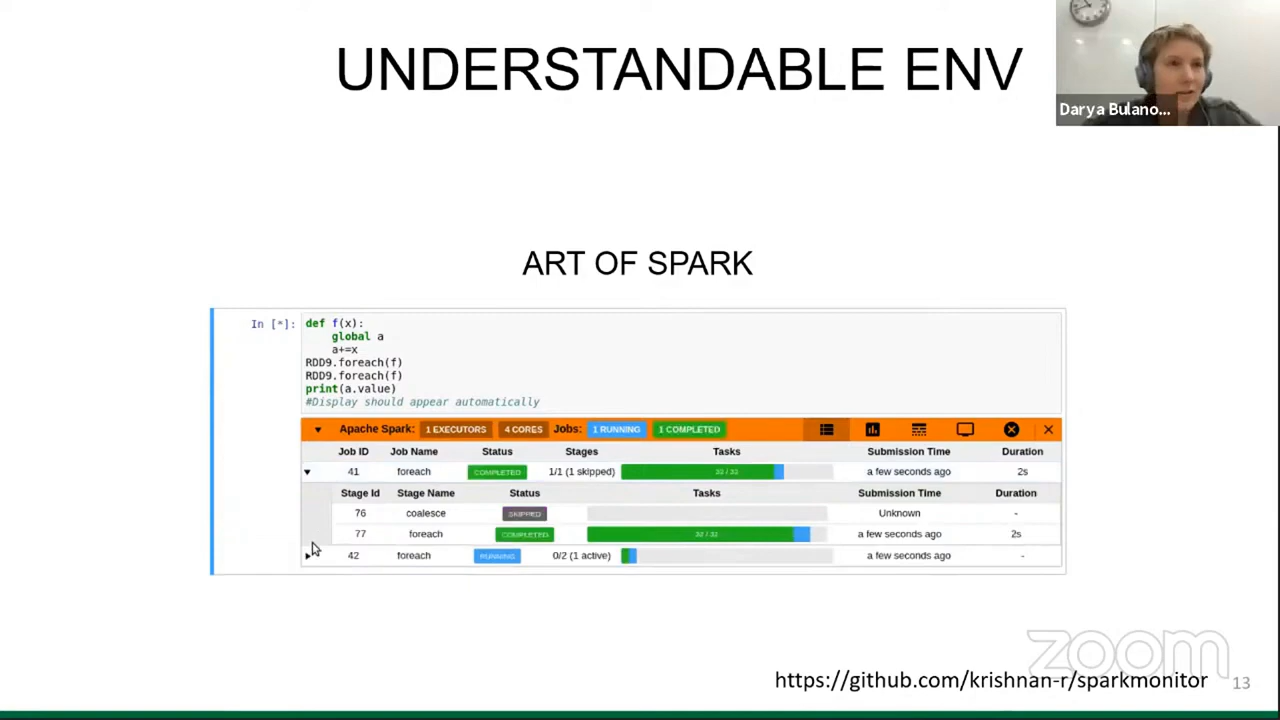 UNDERSTANDABLE ENV
Darya Bulano...
ART OF SPARK
In [*]:
def f(x):
global a
a+=x
RDD9.foreach(f)
RDD9.foreach(f)
print(a.value)
#Display should appear automatically
Apache Spark: 1 EXECUTORS 4 CORES Jobs: 1 RUNNING 1 COMPLETED
Job ID Job Name Status Stages Tasks Submission Time Duration
41 foreach COMPLETED 1/1 (1 skipped) 32 / 32 a few seconds ago 2s
Stage Id Stage Name Status Tasks Submission Time Duration
76 coalesce SKIPPED Unknown -
77 foreach COMPLETED 32 / 32 a few seconds ago 2s
42 foreach RUNNING 0/2 (1 active) a few seconds ago -
zoom
https://github.com/krishnan-r/sparkmonitor
13